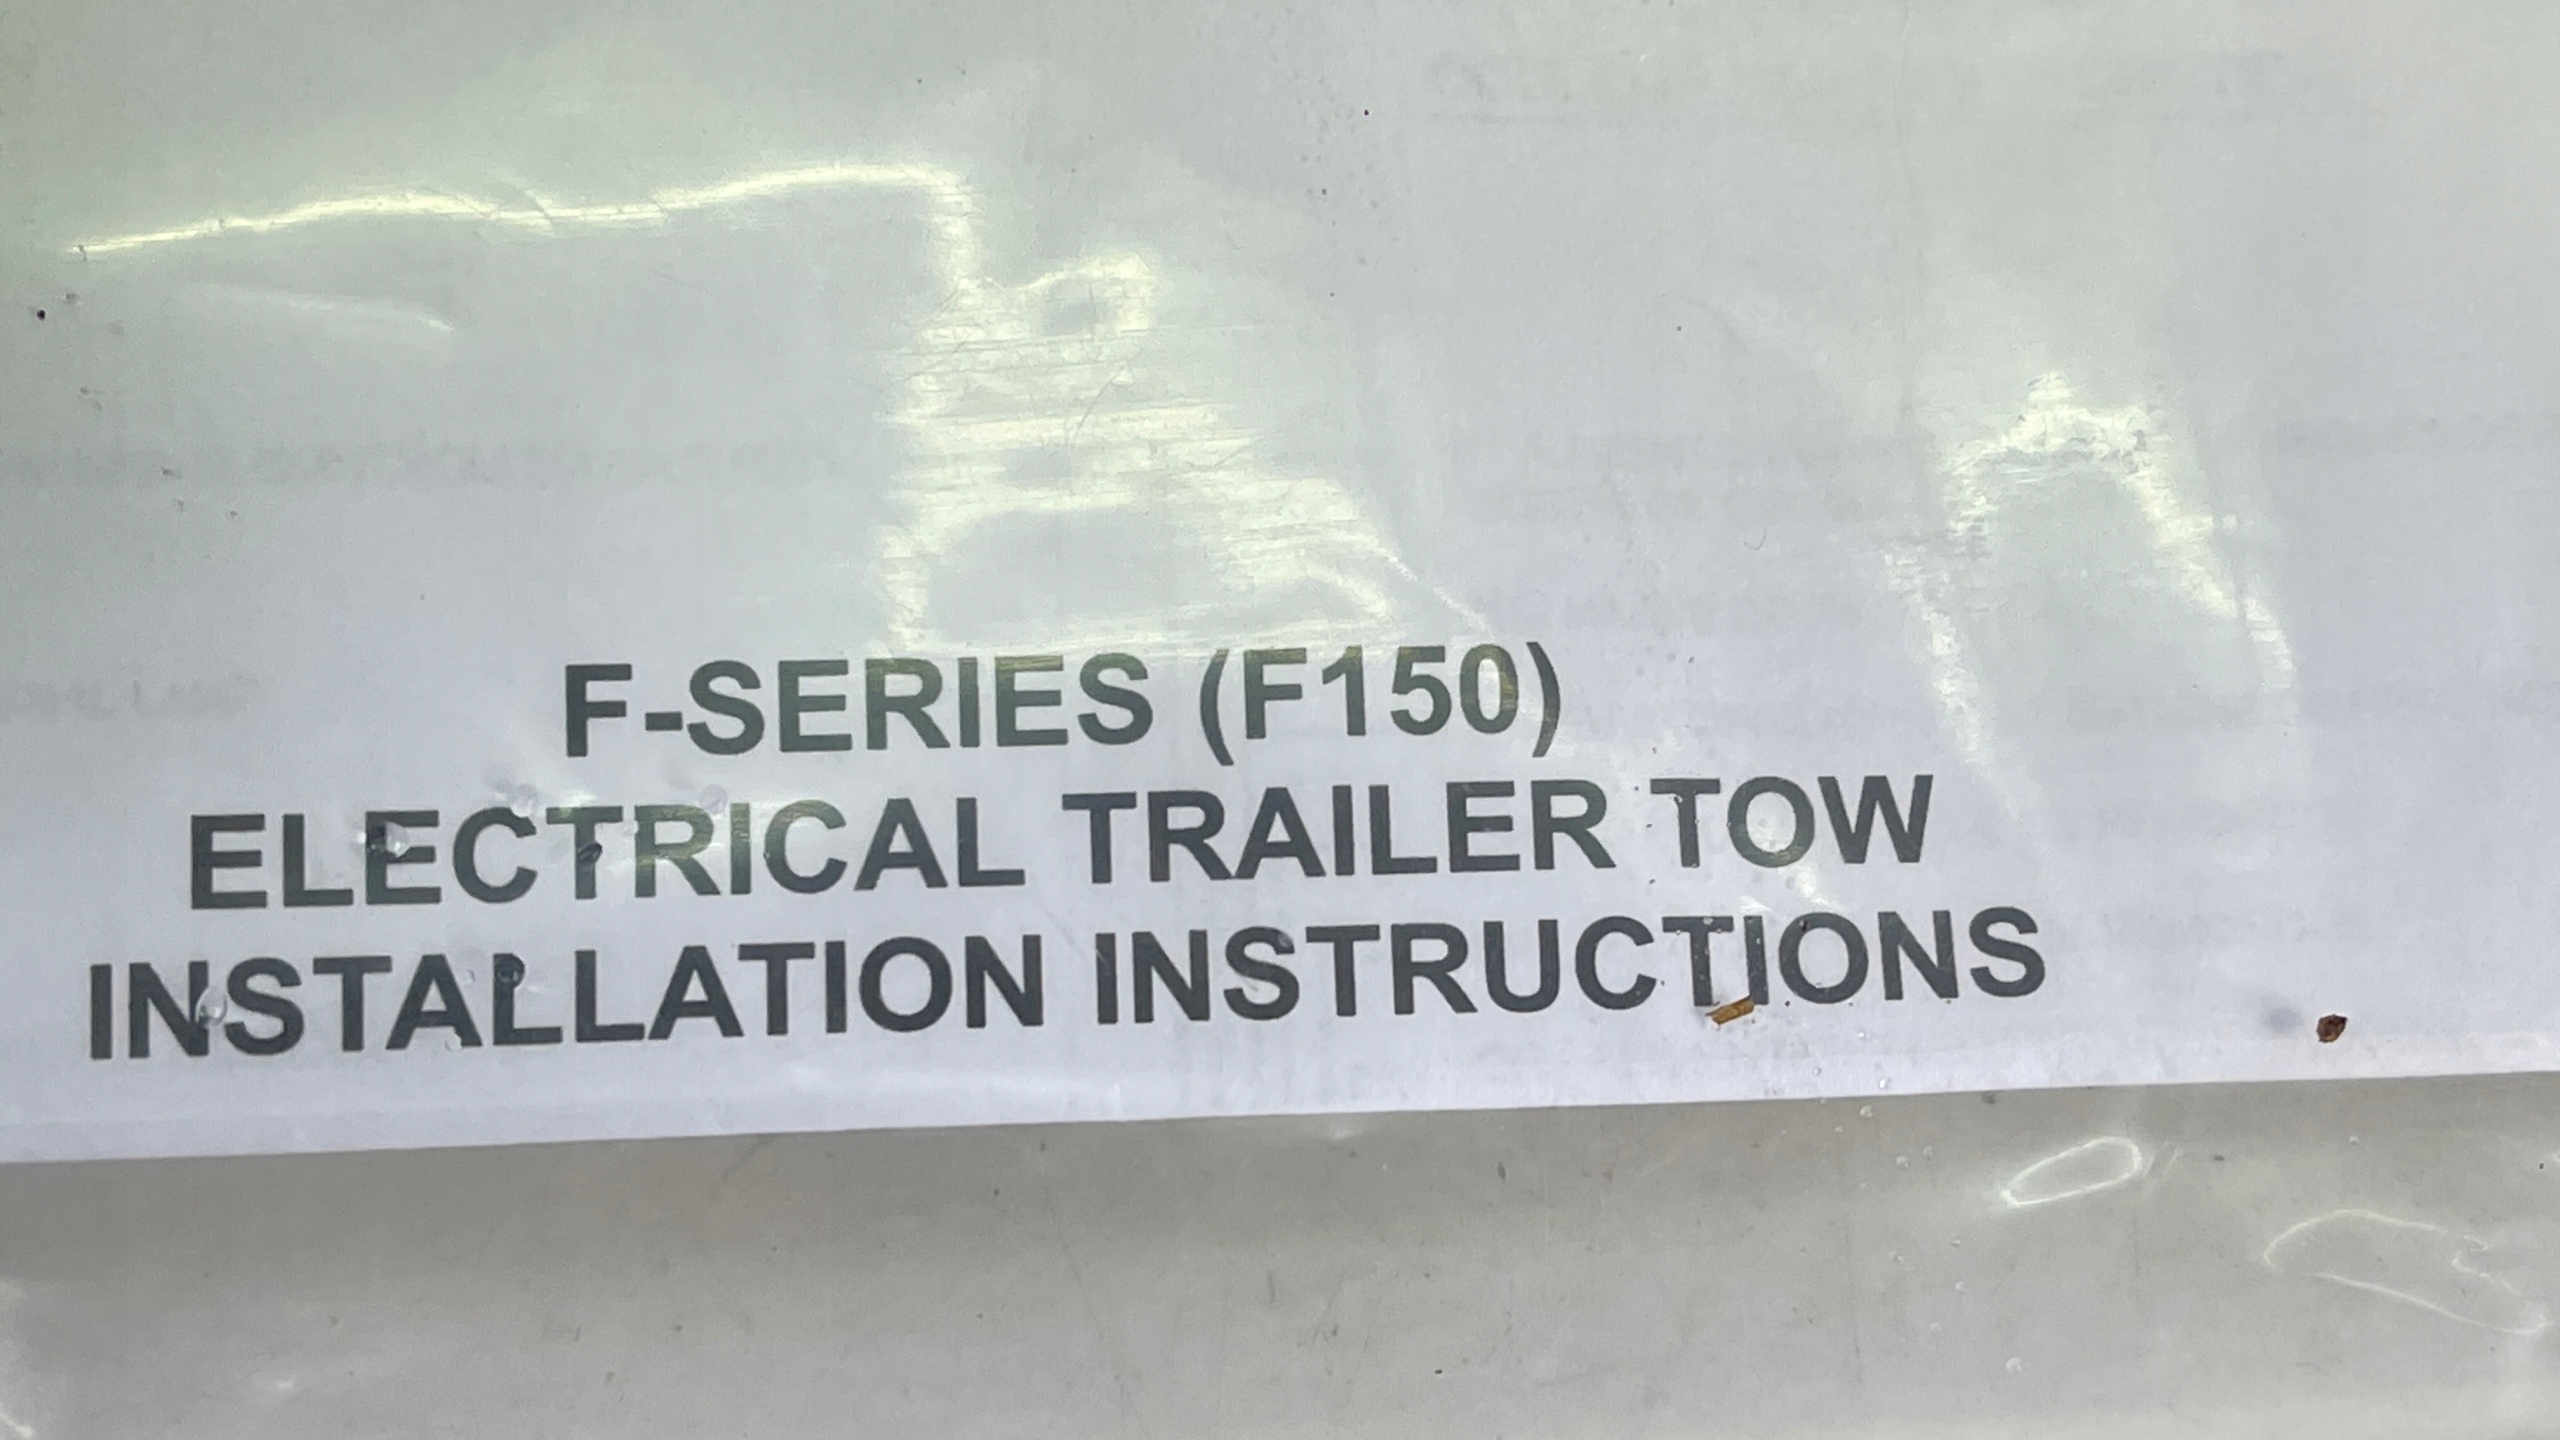 F-SERIES (F150)
ELECTRICAL TRAILER TOW
INSTALLATION INSTRUCTIONS